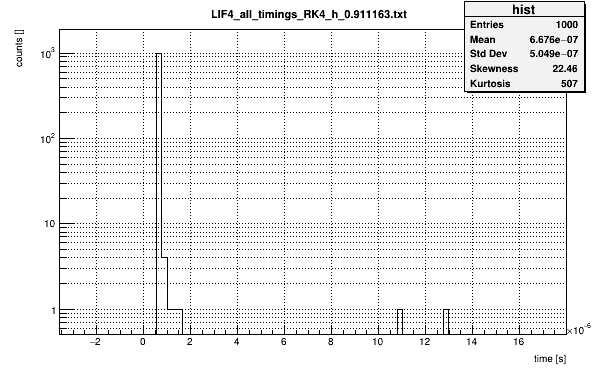 LIF4_all_timings_RK4_h_0.911163.txt
hist
Entries 1000
Mean 6.676e−07
Std Dev 5.049e−07
Skewness 22.46
Kurtosis 507
counts []
10³
10²
10
1
−2 0 2 4 6 8 10 12 14 16
×10⁻⁶
time [s]